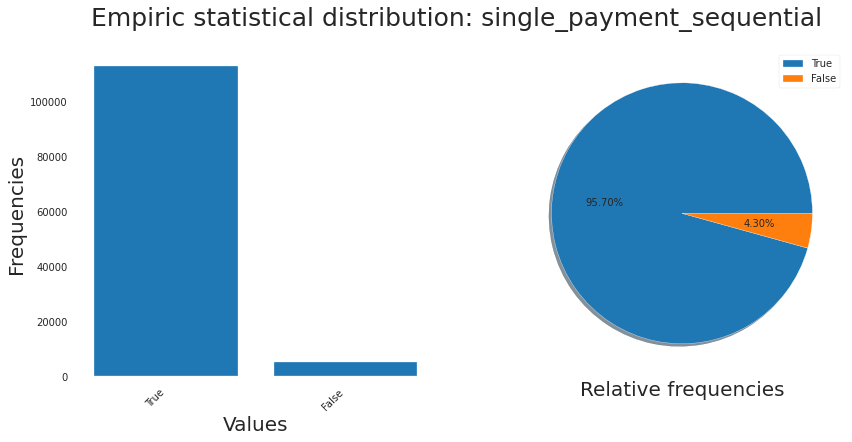 Empiric statistical distribution: single_payment_sequential
Frequencies
100000
80000
60000
40000
20000
0
True
False
Values
True
False
95.70%
4.30%
Relative frequencies